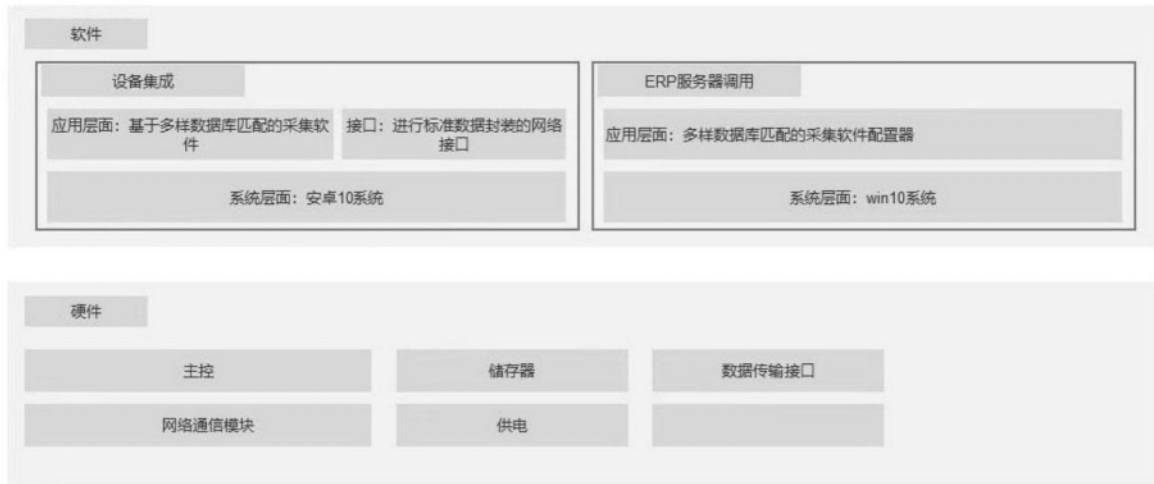 软件
设备集成
应用层面：基于多样数据库匹配的采集软
件
接口：进行标准数据封装的网络
接口
系统层面：安卓10系统
ERP服务器调用
应用层面：多样数据库匹配的采集软件配置器
系统层面：win10系统
硬件
主控
储存器
数据传输接口
网络通信模块
供电